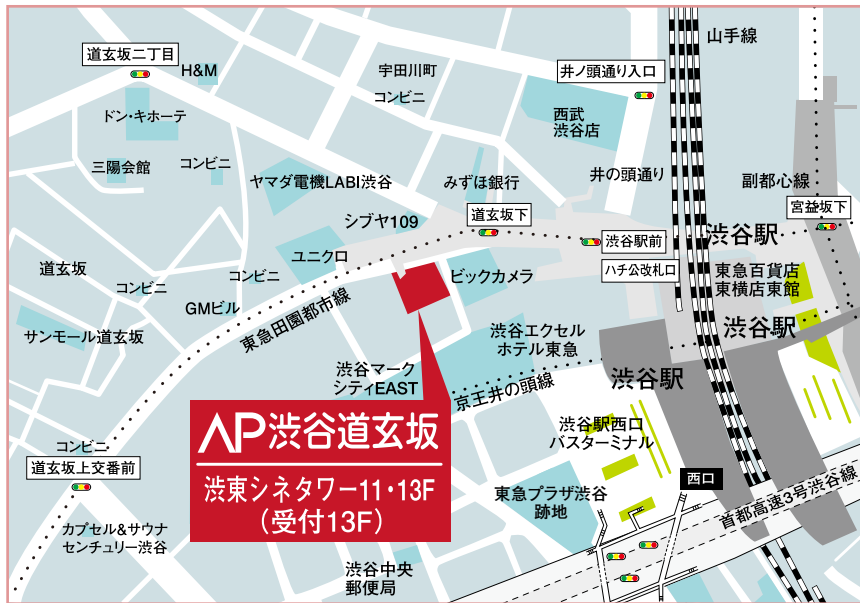 山手線
道玄坂二丁目
H&M
宇田川町
コンビニ
井ノ頭通り入口
ドン・キホーテ
西武
渋谷店
三陽会館
コンビニ
ヤマダ電機LABI渋谷
みずほ銀行
井の頭通り
副都心線
宮益坂下
シブヤ109
道玄坂下
渋谷駅前
渋谷駅
ユニクロ
ハチ公改札口
道玄坂
コンビニ
コンビニ
ビックカメラ
東急百貨店
東横店東館
GMビル
東急田園都市線
サンモール道玄坂
渋谷エクセル
ホテル東急
渋谷駅
渋谷マーク
シティEAST
京王井の頭線
渋谷駅
AP渋谷道玄坂
渋東シネタワー11・13F
(受付13F)
渋谷駅西口
バスターミナル
コンビニ
道玄坂上交番前
西口
東急プラザ渋谷
跡地
首都高速3号渋谷線
カプセル&サウナ
センチュリー渋谷
渋谷中央
郵便局